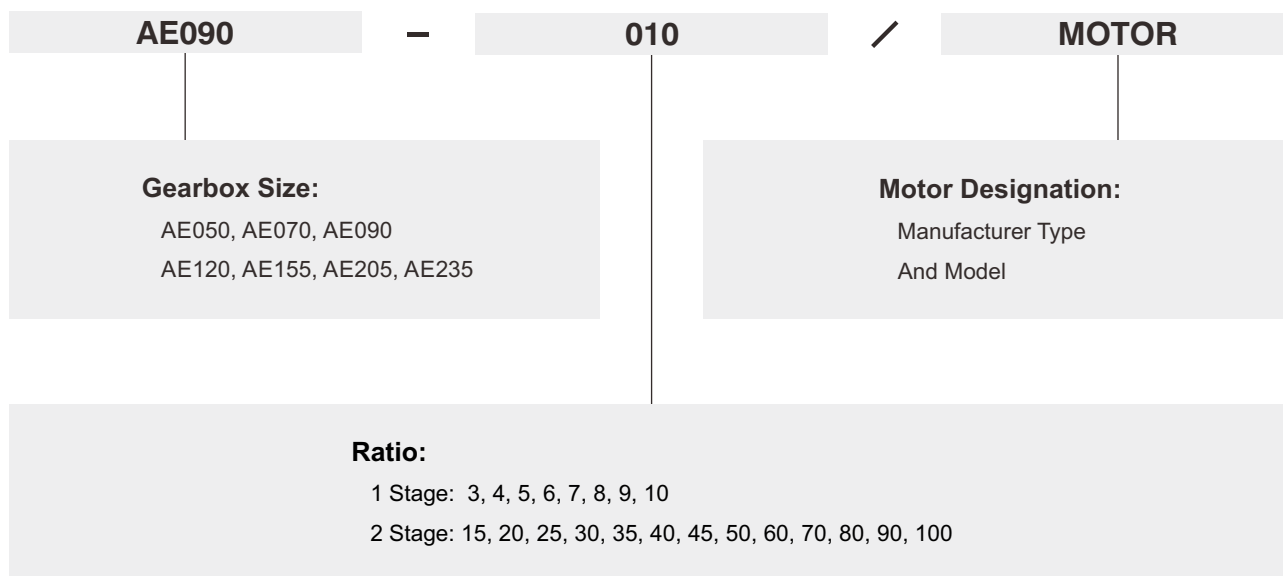 AE090 – 010 / MOTOR
Gearbox Size:
AE050, AE070, AE090
AE120, AE155, AE205, AE235
Motor Designation:
Manufacturer Type
And Model
Ratio:
1 Stage: 3, 4, 5, 6, 7, 8, 9, 10
2 Stage: 15, 20, 25, 30, 35, 40, 45, 50, 60, 70, 80, 90, 100